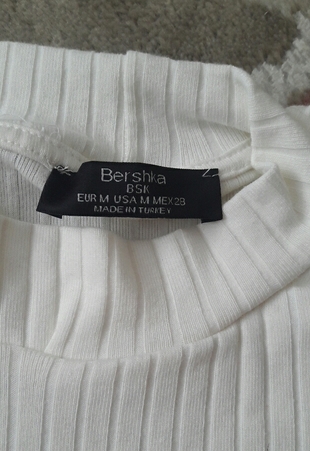 Bershka
BSK
EUR M USA M MEX 28
MADE IN TURKEY